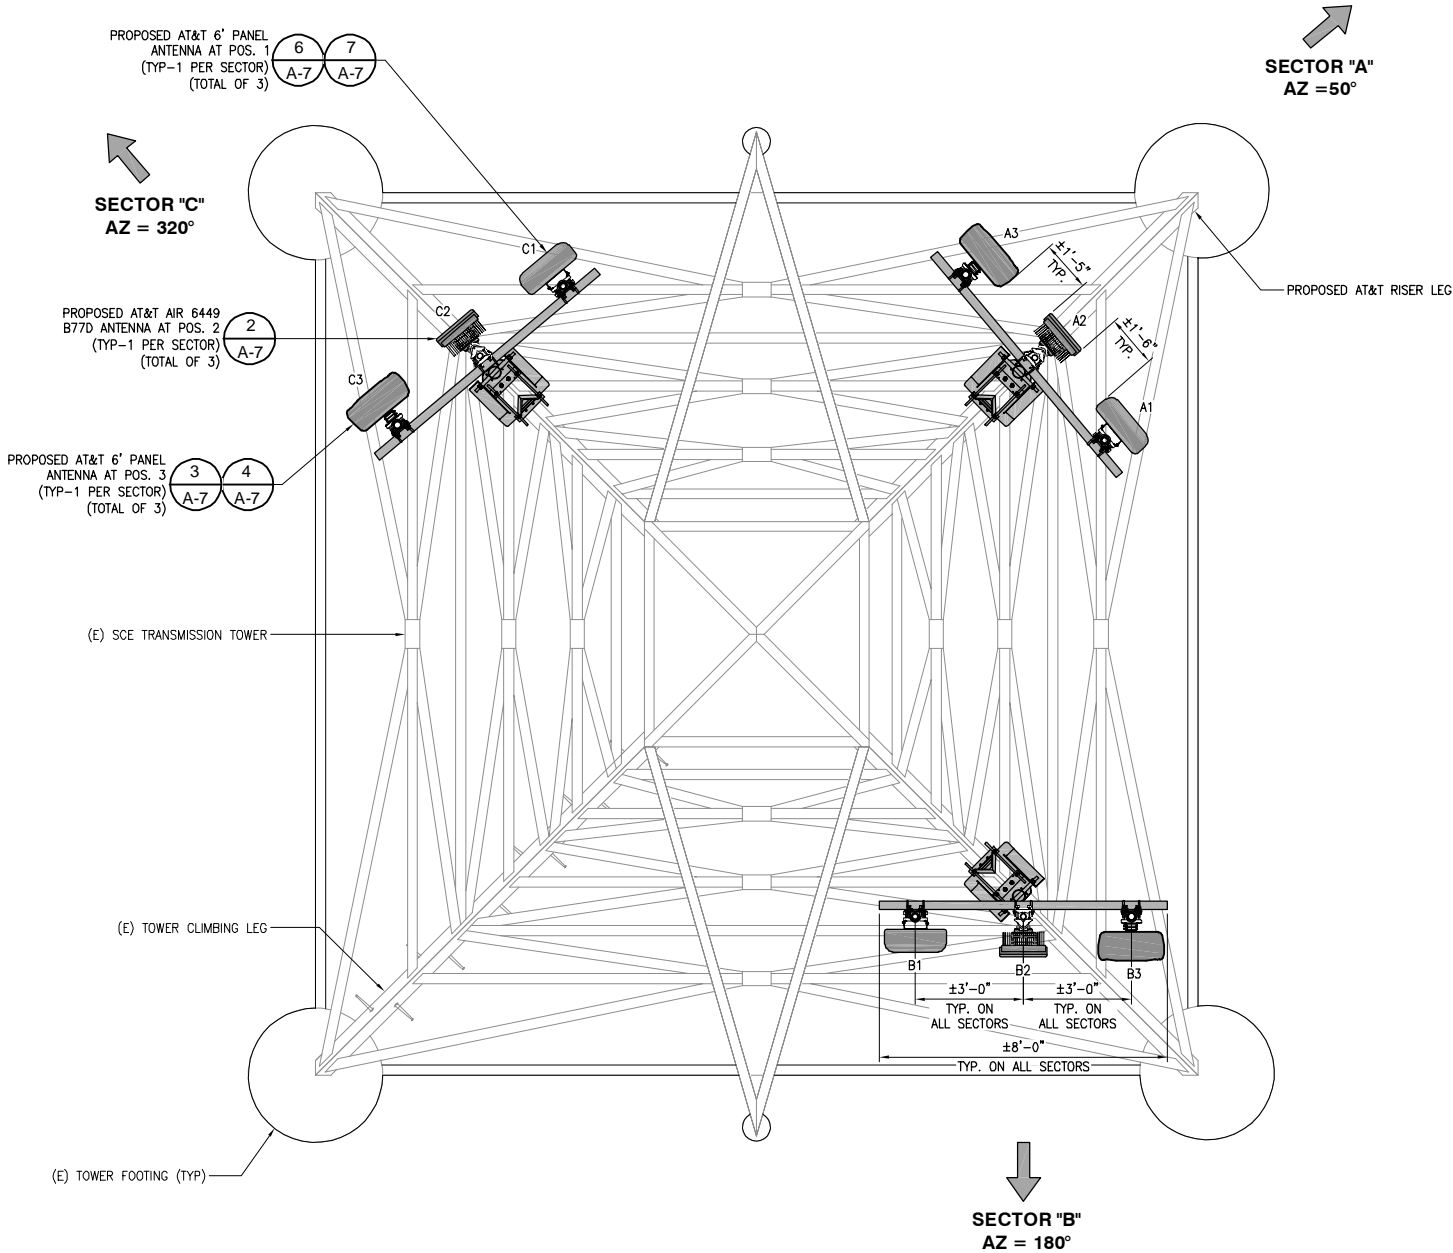 PROPOSED AT&T 6' PANEL
ANTENNA AT POS. 1
(TYP-1 PER SECTOR)
(TOTAL OF 3)
6
A-7
7
A-7
SECTOR "A"
AZ =50°
SECTOR "C"
AZ = 320°
C1
A3
±1'-5"
TYP.
PROPOSED AT&T RISER LEG
PROPOSED AT&T AIR 6449
B77D ANTENNA AT POS. 2
(TYP-1 PER SECTOR)
(TOTAL OF 3)
2
A-7
C2
A2
±1'-6"
TYP.
C3
A1
PROPOSED AT&T 6' PANEL
ANTENNA AT POS. 3
(TYP-1 PER SECTOR)
(TOTAL OF 3)
3
A-7
4
A-7
(E) SCE TRANSMISSION TOWER
(E) TOWER CLIMBING LEG
B1
B2
B3
±3'-0"
TYP. ON
ALL SECTORS
±3'-0"
TYP. ON
ALL SECTORS
±8'-0"
TYP. ON ALL SECTORS
(E) TOWER FOOTING (TYP)
SECTOR "B"
AZ = 180°